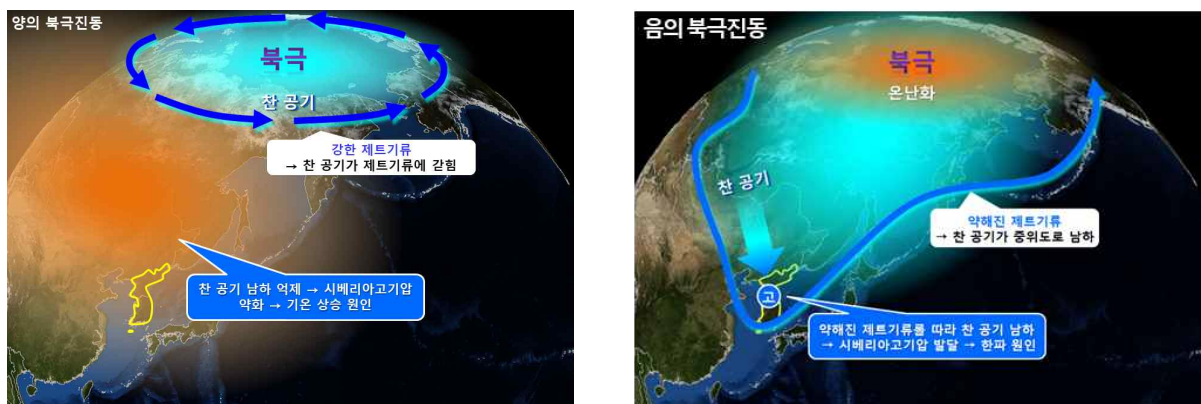 양의 북극진동
북극
찬 공기
강한 제트기류
→ 찬 공기가 제트기류에 갇힘
찬 공기 남하 억제 → 시베리아고기압
약화 → 기온 상승 원인
음의 북극진동
북극
온난화
찬 공기
약해진 제트기류
→ 찬 공기가 중위도로 남하
고
약해진 제트기류를 따라 찬 공기 남하
→ 시베리아고기압 발달 → 한파 원인